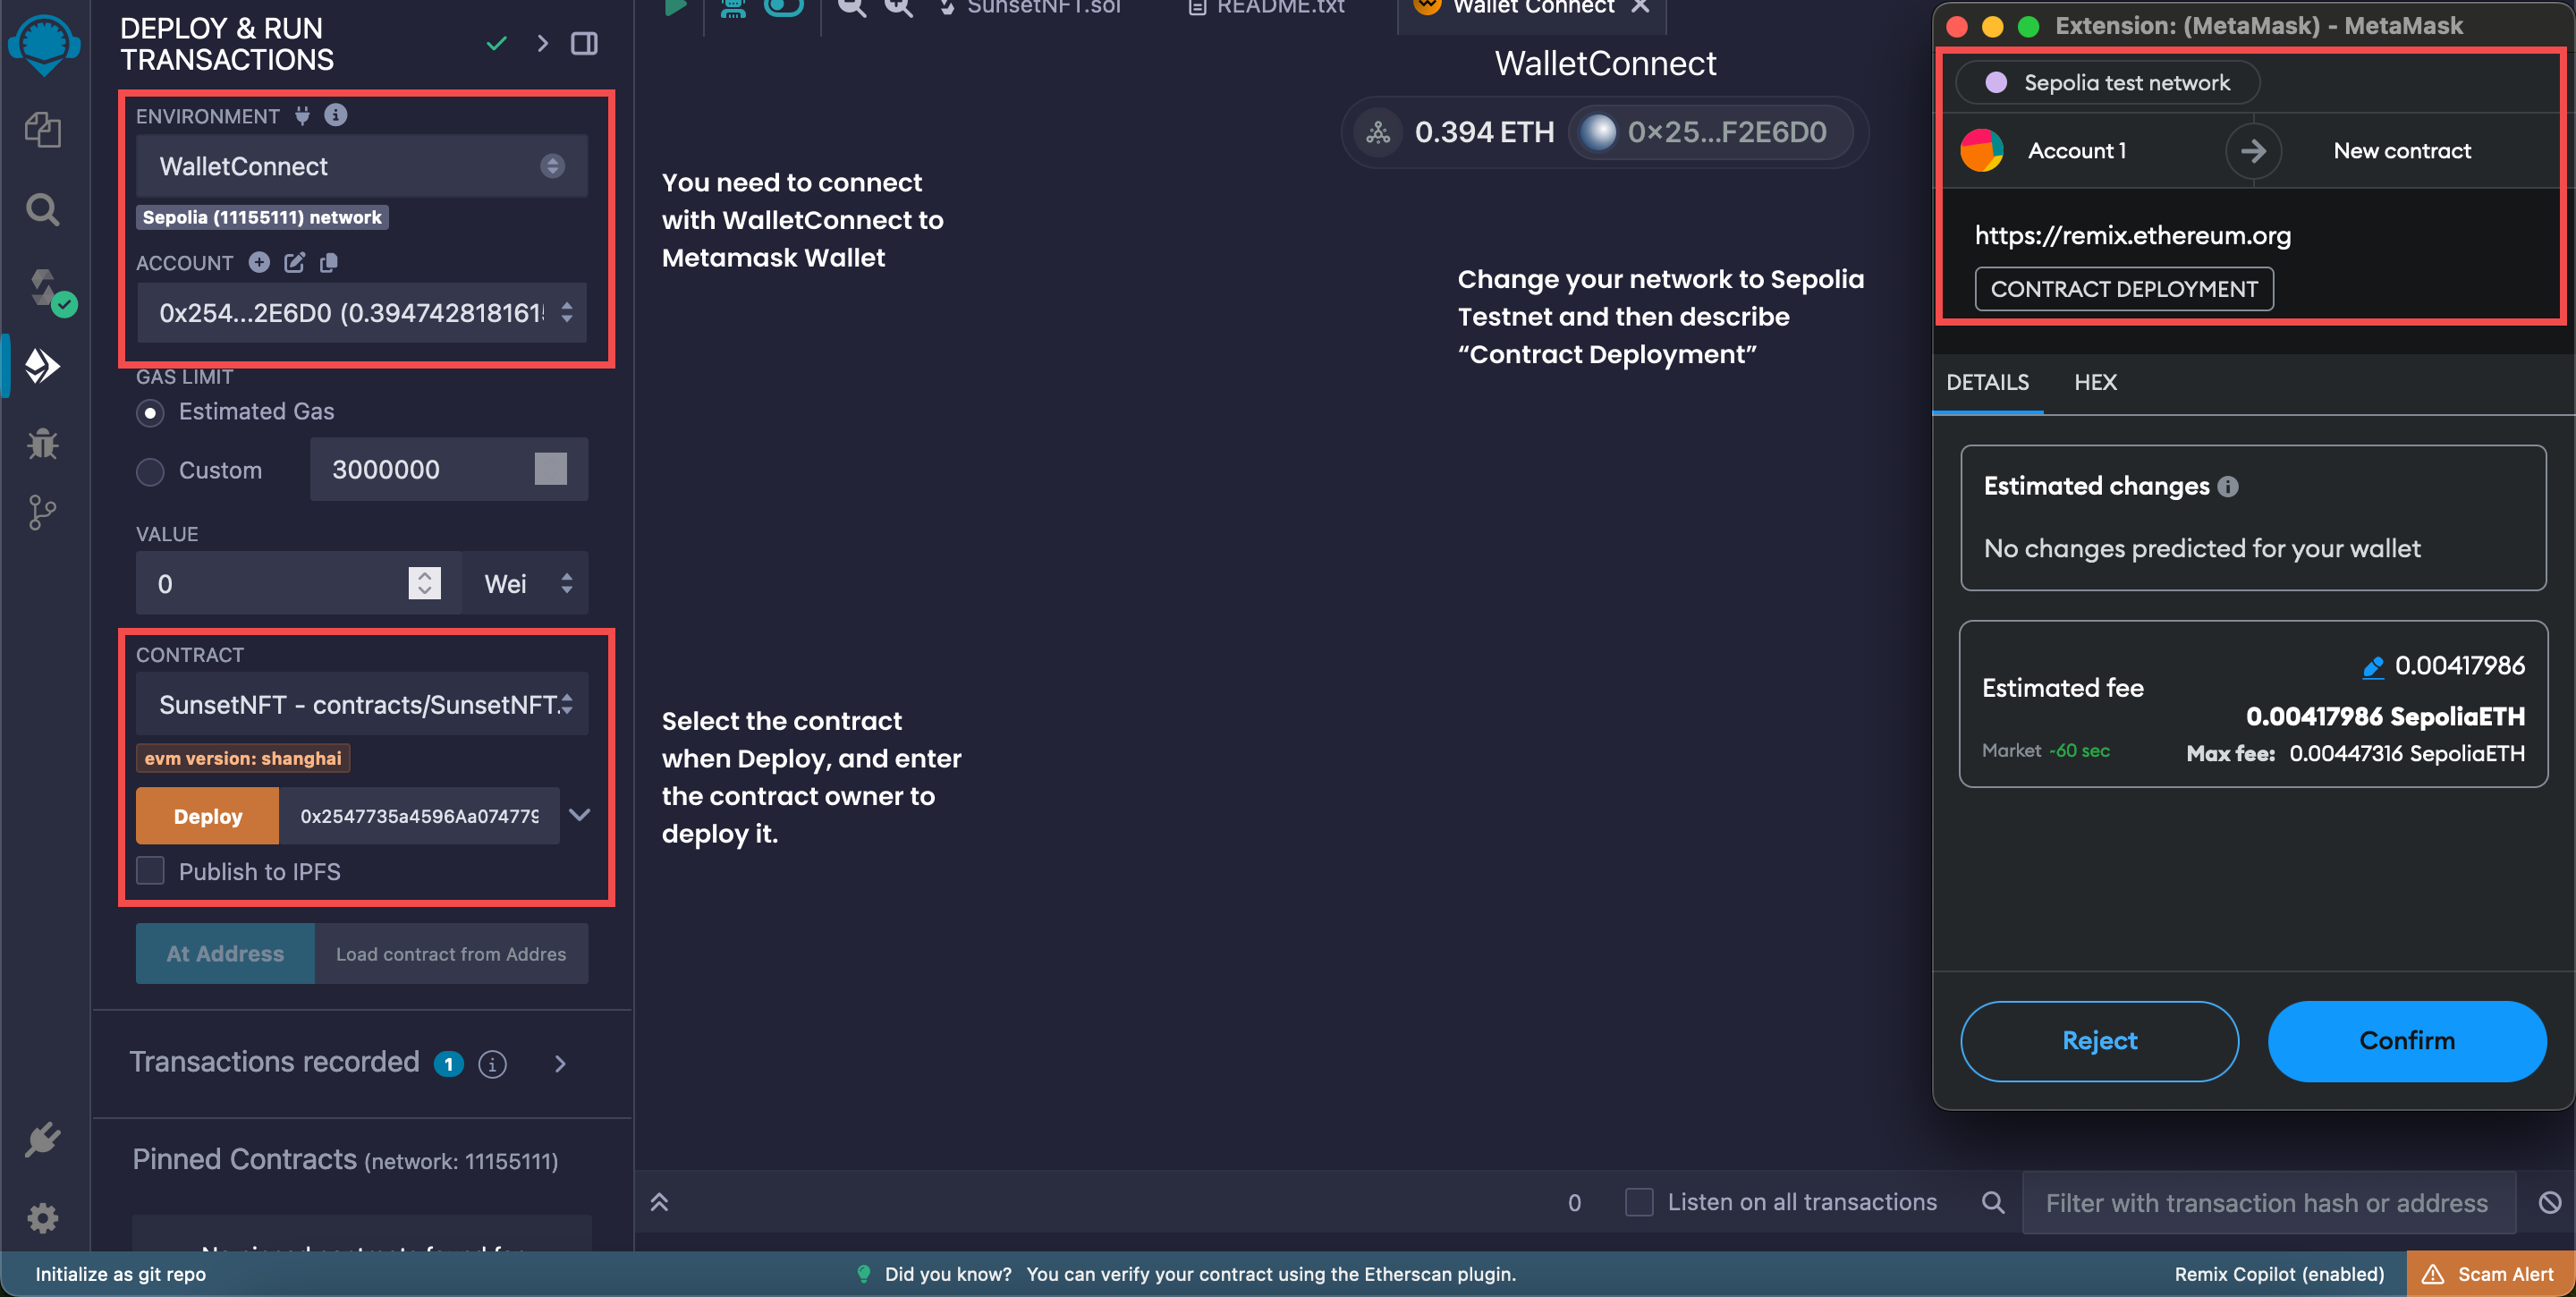 DEPLOY & RUN
TRANSACTIONS
ENVIRONMENT
WalletConnect
Sepolia (11155111) network
ACCOUNT
0x254...2E6D0 (0.394742818161
GAS LIMIT
Estimated Gas
Custom
3000000
VALUE
0
Wei
CONTRACT
SunsetNFT - contracts/SunsetNFT.
evm version: shanghai
Deploy
0x2547735a4596Aa074779
Publish to IPFS
At Address
Load contract from Addres
Transactions recorded 1
Pinned Contracts (network: 11155111)
Initialize as git repo
SunsetNFT.sol
README.txt
Wallet Connect
WalletConnect
0.394 ETH
0×25...F2E6D0
You need to connect
with WalletConnect to
Metamask Wallet
Change your network to Sepolia
Testnet and then describe
“Contract Deployment”
Select the contract
when Deploy, and enter
the contract owner to
deploy it.
0
Listen on all transactions
Filter with transaction hash or address
Did you know? You can verify your contract using the Etherscan plugin.
Remix Copilot (enabled)
Scam Alert
Extension: (MetaMask) - MetaMask
Sepolia test network
Account 1
New contract
https://remix.ethereum.org
CONTRACT DEPLOYMENT
DETAILS
HEX
Estimated changes
No changes predicted for your wallet
Estimated fee
0.00417986
0.00417986 SepoliaETH
Market ~60 sec
Max fee: 0.00447316 SepoliaETH
Reject
Confirm